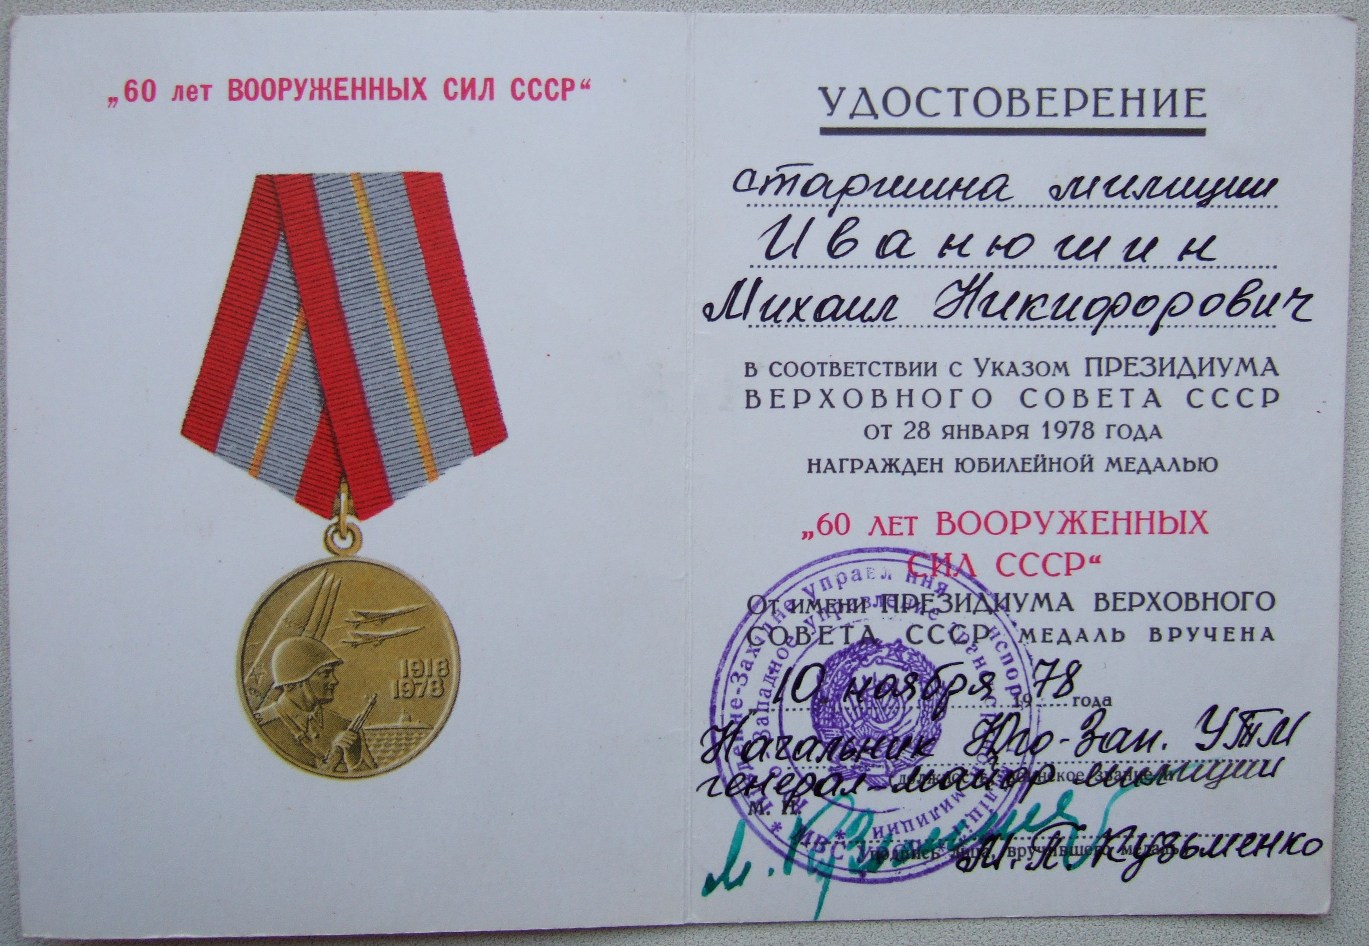 „60 лет ВООРУЖЕННЫХ СИЛ СССР“
1918
1978
УДОСТОВЕРЕНИЕ
старшина милиции
Иванюшин
Михаил Никифорович
в соответствии с Указом ПРЕЗИДИУМА
ВЕРХОВНОГО СОВЕТА СССР
от 28 января 1978 года
награжден юбилейной медалью
„60 лет ВООРУЖЕННЫХ
СИЛ СССР“
От имени ПРЕЗИДИУМА ВЕРХОВНОГО
СОВЕТА СССР медаль вручена
„10 ноября 1978 года
Начальник Юго-Зап. УТМ
генерал-майор милиции
М. П.
М. П. Кузьменко